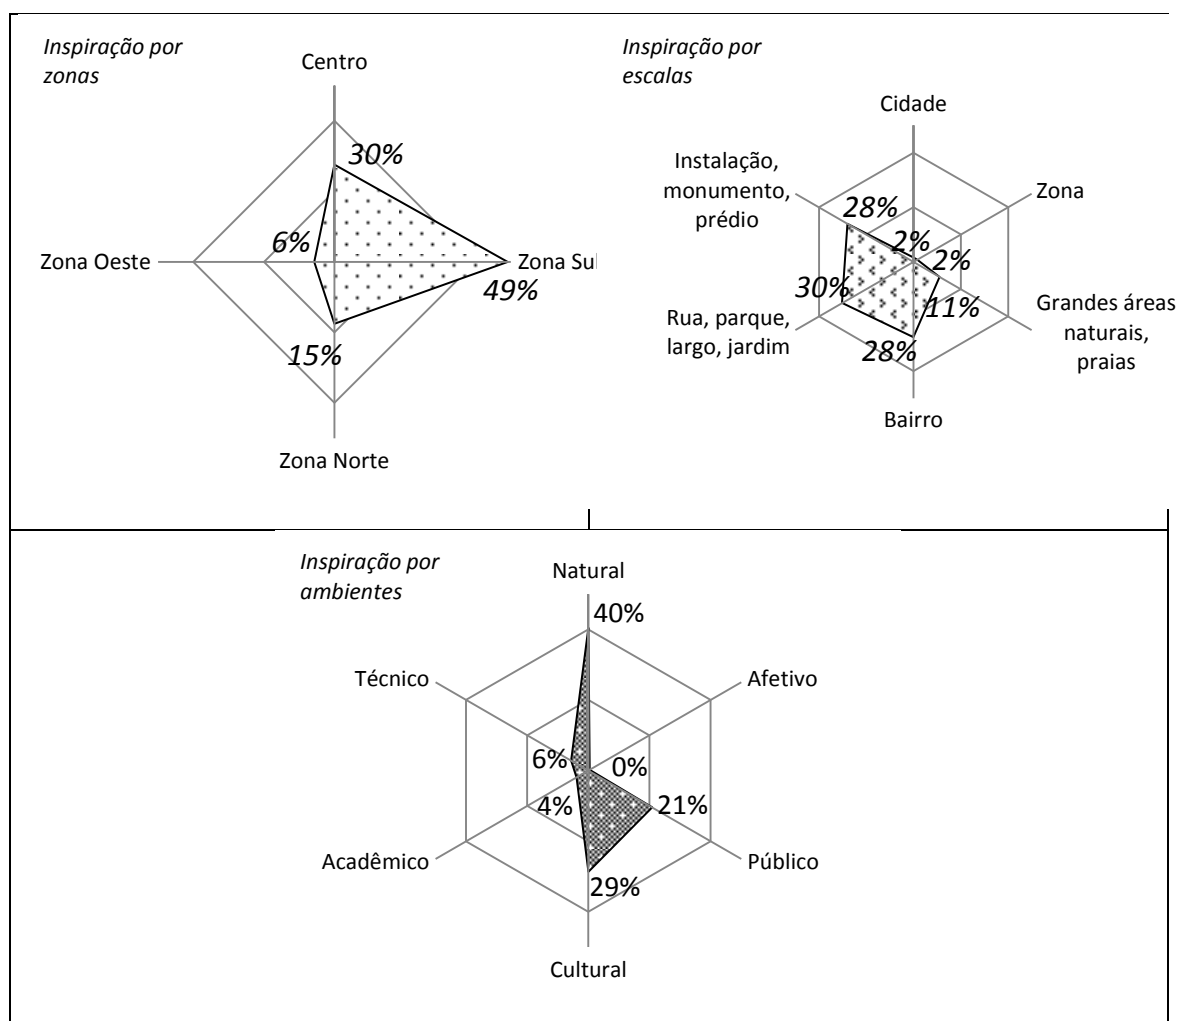 Inspiração por
zonas
Centro
30%
6%
Zona Oeste
Zona Sul
49%
15%
Zona Norte
Inspiração por
escalas
Cidade
Instalação,
monumento,
prédio
Zona
28%
2%
2%
30%
11%
Grandes áreas
naturais,
praias
Rua, parque,
largo, jardim
28%
Bairro
Inspiração por
ambientes
Natural
40%
Técnico
Afetivo
6%
0%
4%
21%
Acadêmico
Público
29%
Cultural